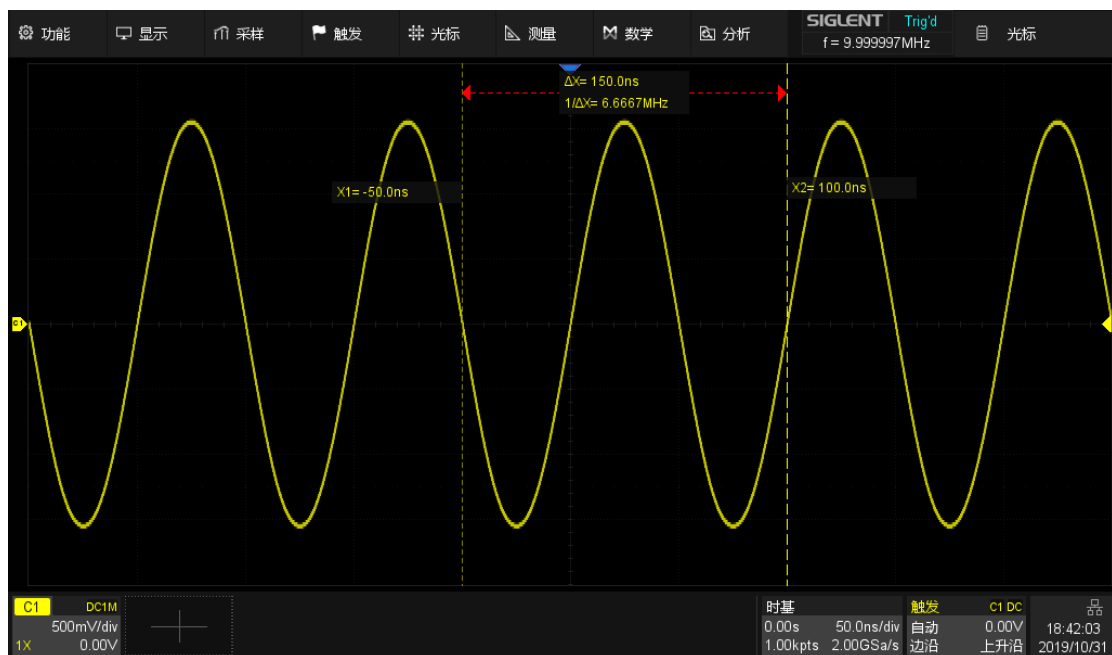 功能 显示 采样 触发 光标 测量 数学 分析 SIGLENT Trig'd 光标
f = 9.999997MHz
ΔX= 150.0ns
1/ΔX= 6.6667MHz
X1= -50.0ns
X2= 100.0ns
C1
C1 DC1M
500mV/div
1X 0.00V
时基
0.00s 50.0ns/div
1.00kpts 2.00GSa/s
触发 C1 DC
自动 0.00V
边沿 上升沿
18:42:03
2019/10/31